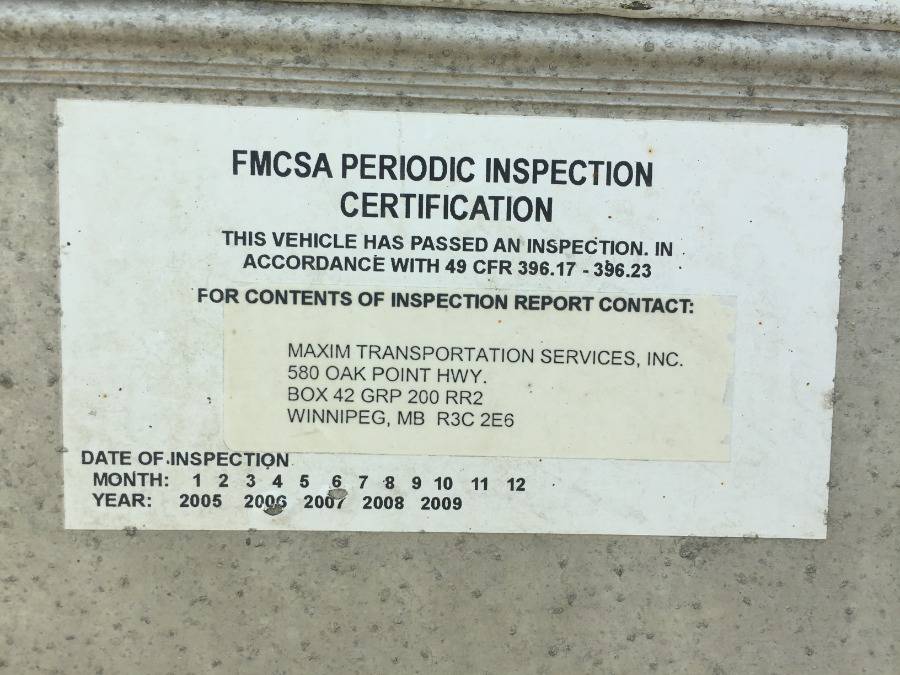 FMCSA PERIODIC INSPECTION
CERTIFICATION
THIS VEHICLE HAS PASSED AN INSPECTION. IN
ACCORDANCE WITH 49 CFR 396.17 - 396.23
FOR CONTENTS OF INSPECTION REPORT CONTACT:
MAXIM TRANSPORTATION SERVICES, INC.
580 OAK POINT HWY.
BOX 42 GRP 200 RR2
WINNIPEG, MB R3C 2E6
DATE OF INSPECTION
MONTH: 1 2 3 4 5 6 7 8 9 10 11 12
YEAR: 2005 2006 2007 2008 2009